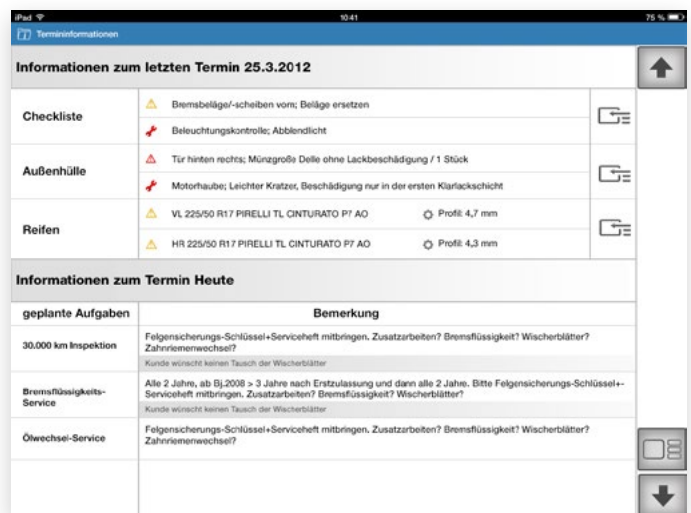 iPad 10:41 75 %
Termininformationen
Informationen zum letzten Termin 25.3.2012
Checkliste
Bremsbeläge/-scheiben vorn; Beläge ersetzen
Beleuchtungskontrolle; Abblendlicht
Außenhülle
Tür hinten rechts; Münzgroße Delle ohne Lackbeschädigung / 1 Stück
Motorhaube; Leichter Kratzer, Beschädigung nur in der ersten Klarlackschicht
Reifen
VL 225/50 R17 PIRELLI TL CINTURATO P7 AO Profil: 4,7 mm
HR 225/50 R17 PIRELLI TL CINTURATO P7 AO Profil: 4,3 mm
Informationen zum Termin Heute
geplante Aufgaben Bemerkung
30.000 km Inspektion
Felgensicherungs-Schlüssel+Serviceheft mitbringen. Zusatzarbeiten? Bremsflüssigkeit? Wischerblätter?
Zahnriemenwechsel?
Kunde wünscht keinen Tausch der Wischerblätter
Bremsflüssigkeits-
Service
Alle 2 Jahre, ab Bj.2008 > 3 Jahre nach Erstzulassung und dann alle 2 Jahre. Bitte Felgensicherungs-Schlüssel+-
Serviceheft mitbringen. Zusatzarbeiten? Bremsflüssigkeit? Wischerblätter?
Kunde wünscht keinen Tausch der Wischerblätter
Ölwechsel-Service
Felgensicherungs-Schlüssel+Serviceheft mitbringen. Zusatzarbeiten? Bremsflüssigkeit? Wischerblätter?
Zahnriemenwechsel?